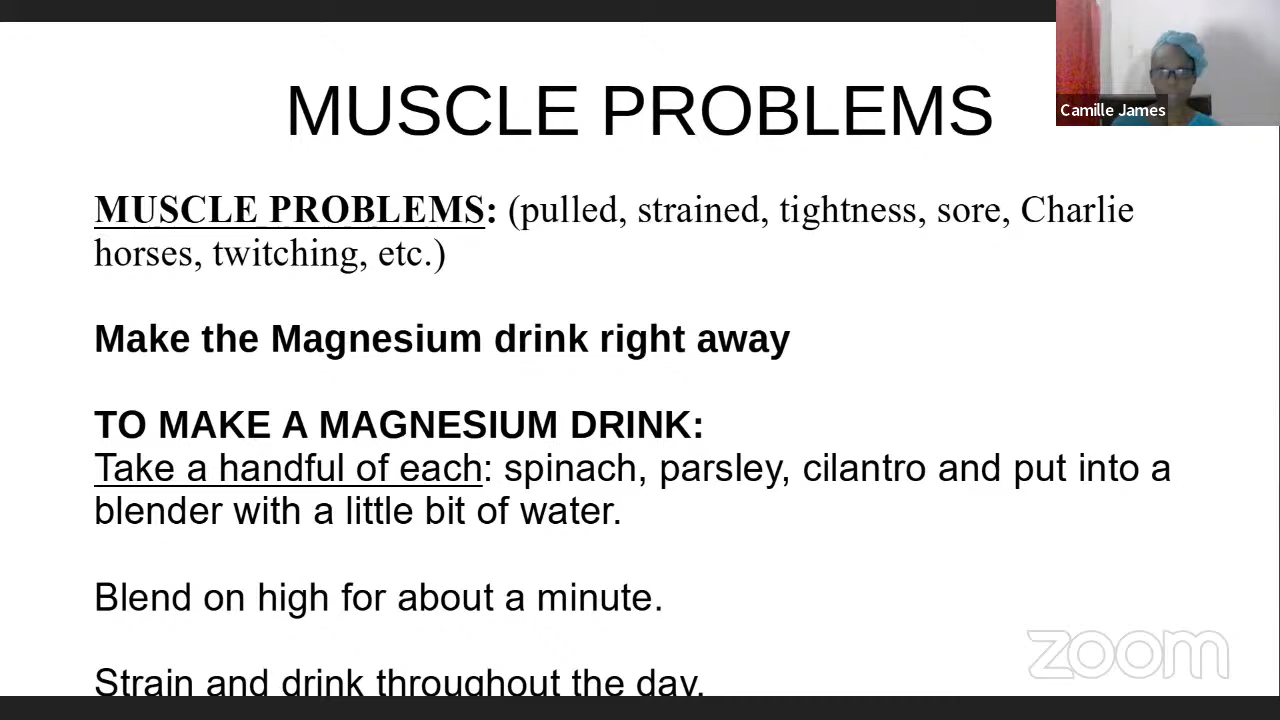 MUSCLE PROBLEMS
Camille James
MUSCLE PROBLEMS: (pulled, strained, tightness, sore, Charlie
horses, twitching, etc.)
Make the Magnesium drink right away
TO MAKE A MAGNESIUM DRINK:
Take a handful of each: spinach, parsley, cilantro and put into a
blender with a little bit of water.
Blend on high for about a minute.
Strain and drink throughout the day.
zoom